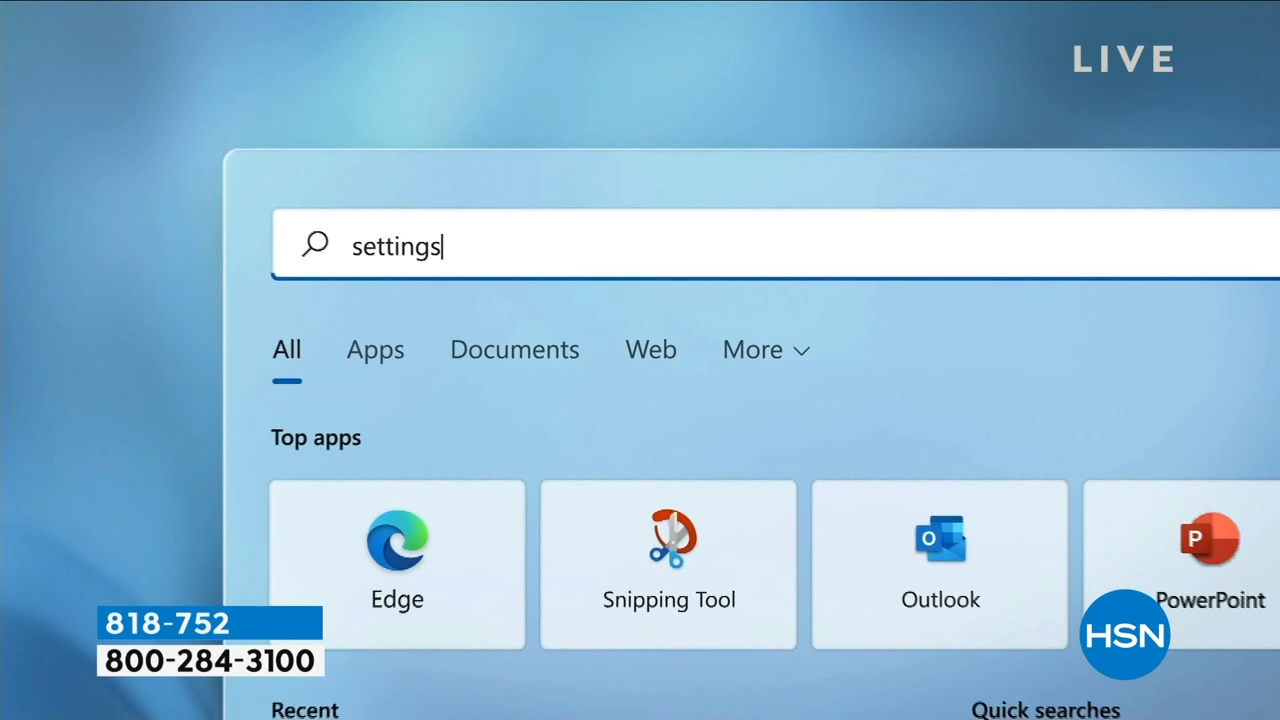 LIVE
settings
All Apps Documents Web More
Top apps
Edge Snipping Tool Outlook PowerPoint
818-752
800-284-3100
HSN
Recent Quick searches